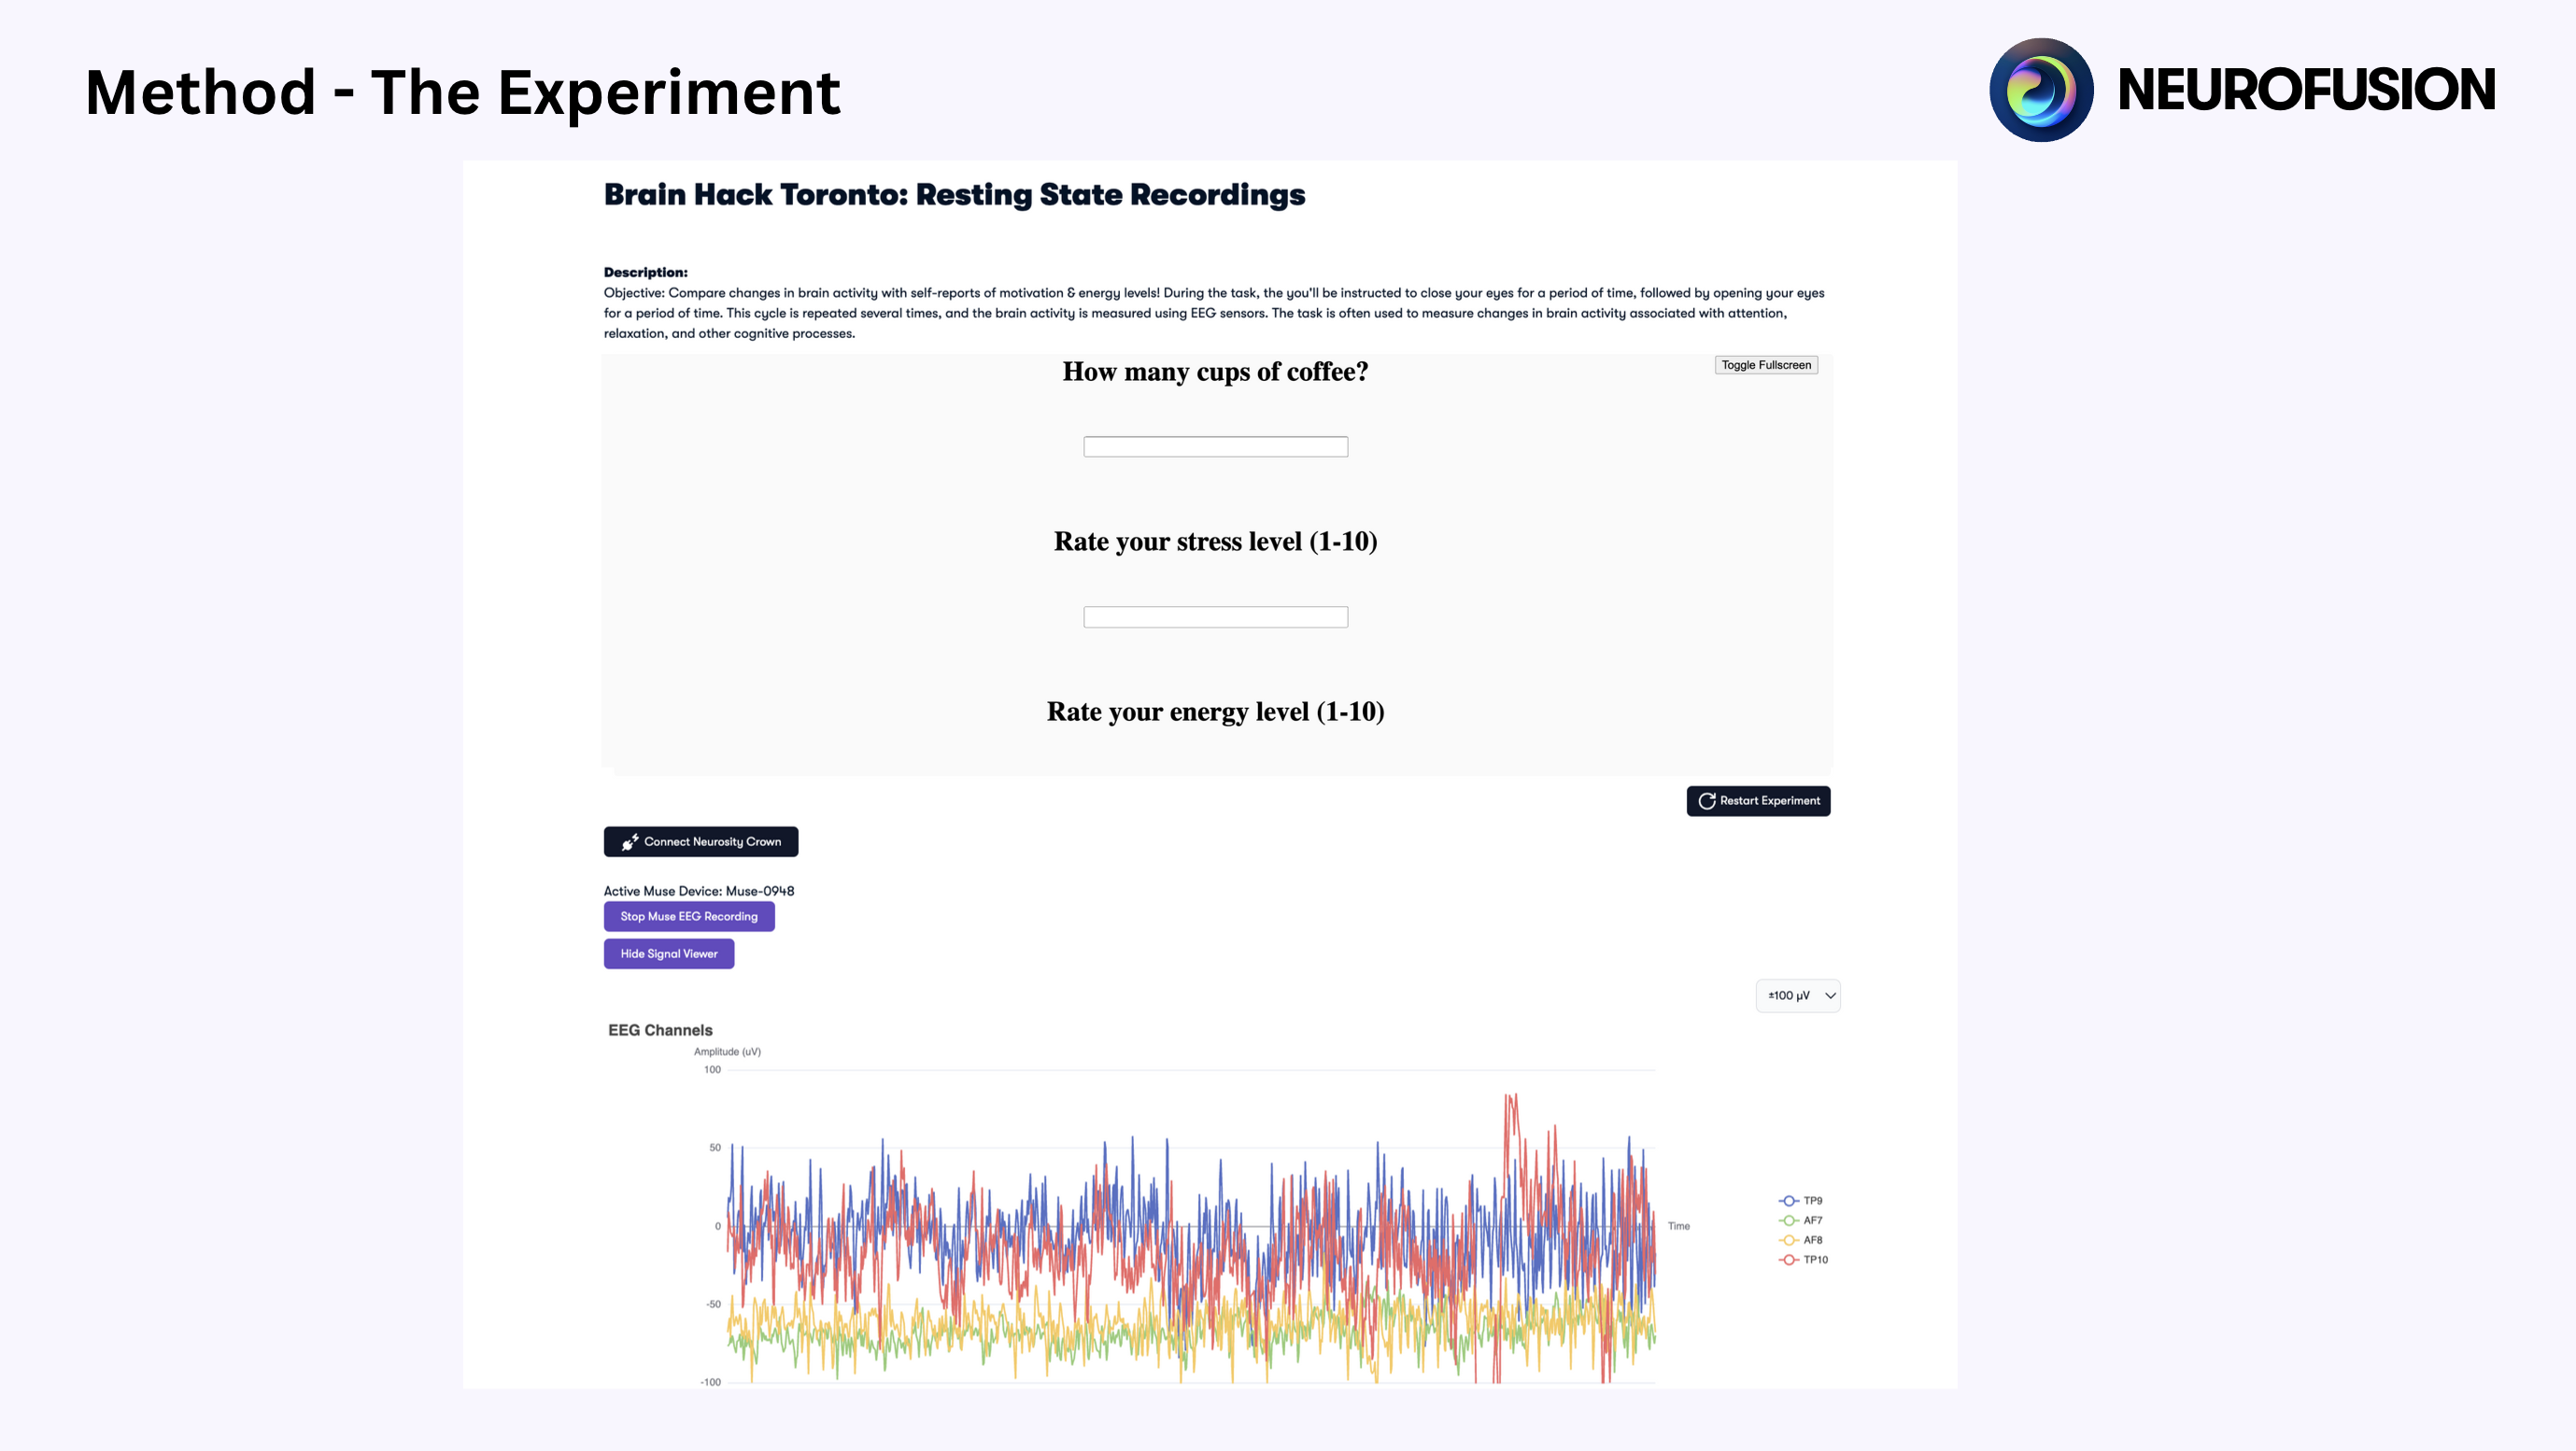 Method - The Experiment
NEUROFUSION
Brain Hack Toronto: Resting State Recordings
Description:
Objective: Compare changes in brain activity with self-reports of motivation & energy levels! During the task, the you'll be instructed to close your eyes for a period of time, followed by opening your eyes
for a period of time. This cycle is repeated several times, and the brain activity is measured using EEG sensors. The task is often used to measure changes in brain activity associated with attention,
relaxation, and other cognitive processes.
How many cups of coffee?
Toggle Fullscreen
Rate your stress level (1-10)
Rate your energy level (1-10)
Restart Experiment
Connect Neurosity Crown
Active Muse Device: Muse-0948
Stop Muse EEG Recording
Hide Signal Viewer
±100 µV
EEG Channels
Amplitude (uV)
100
50
0
-50
-100
Time
TP9
AF7
AF8
TP10